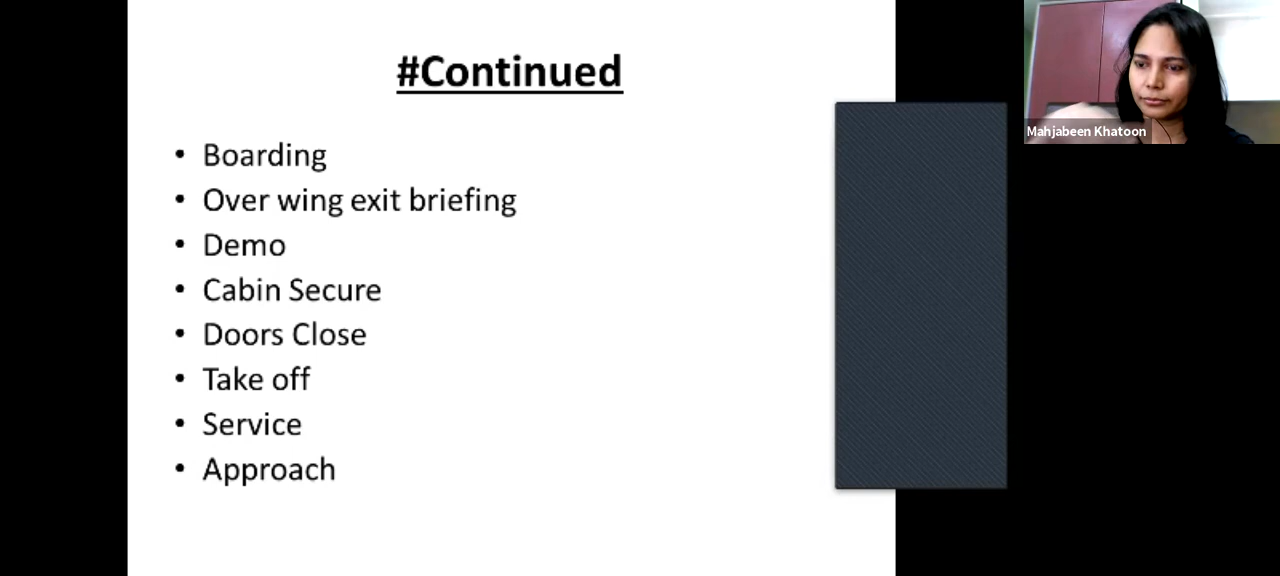 #Continued
• Boarding
• Over wing exit briefing
• Demo
• Cabin Secure
• Doors Close
• Take off
• Service
• Approach
Mahjabeen Khatoon